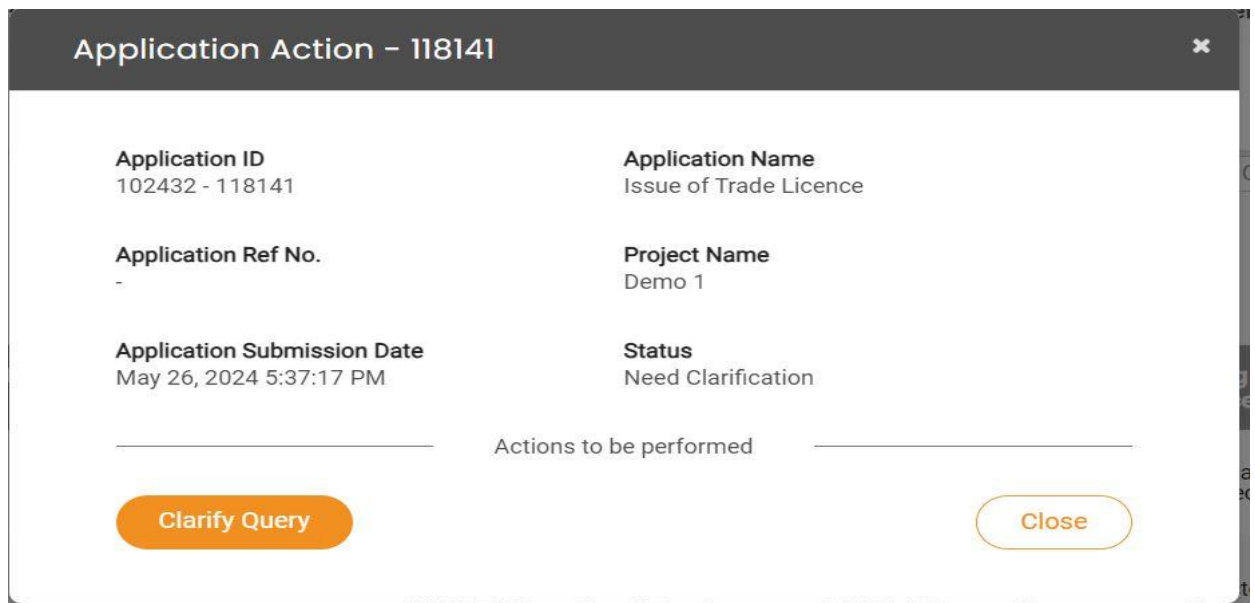 Application Action - 118141
Application ID
102432 - 118141
Application Name
Issue of Trade Licence
Application Ref No.
-
Project Name
Demo 1
Application Submission Date
May 26, 2024 5:37:17 PM
Status
Need Clarification
Actions to be performed
Clarify Query
Close